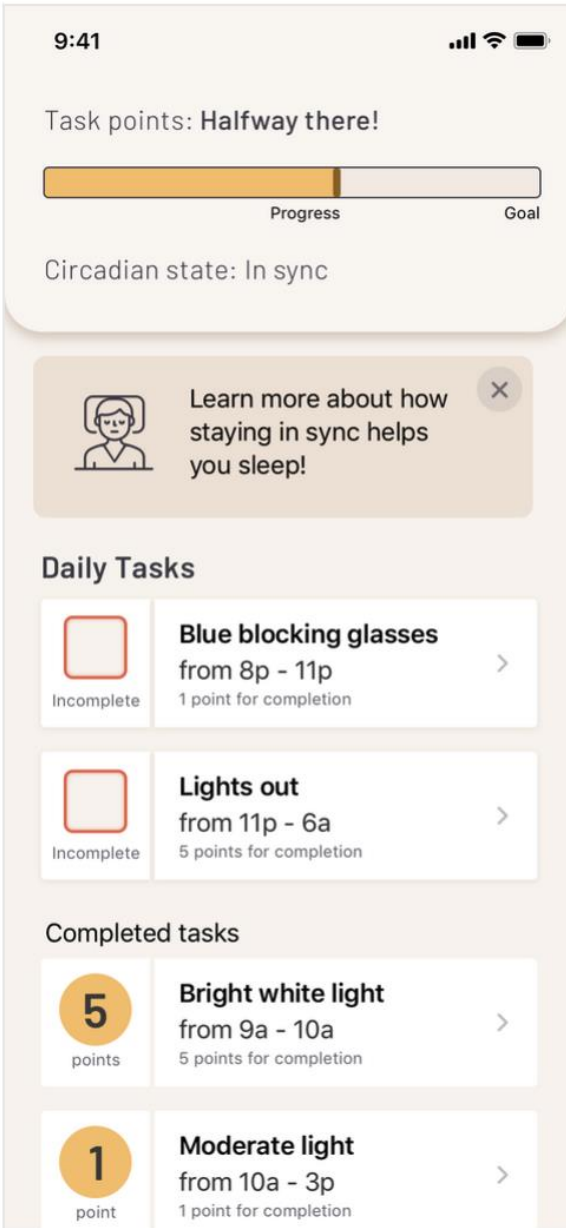 9:41
Task points: Halfway there!
Progress
Goal
Circadian state: In sync
Learn more about how
staying in sync helps
you sleep!
Daily Tasks
Incomplete
Blue blocking glasses
from 8p - 11p
1 point for completion
Incomplete
Lights out
from 11p - 6a
5 points for completion
Completed tasks
5
points
Bright white light
from 9a - 10a
5 points for completion
1
point
Moderate light
from 10a - 3p
1 point for completion